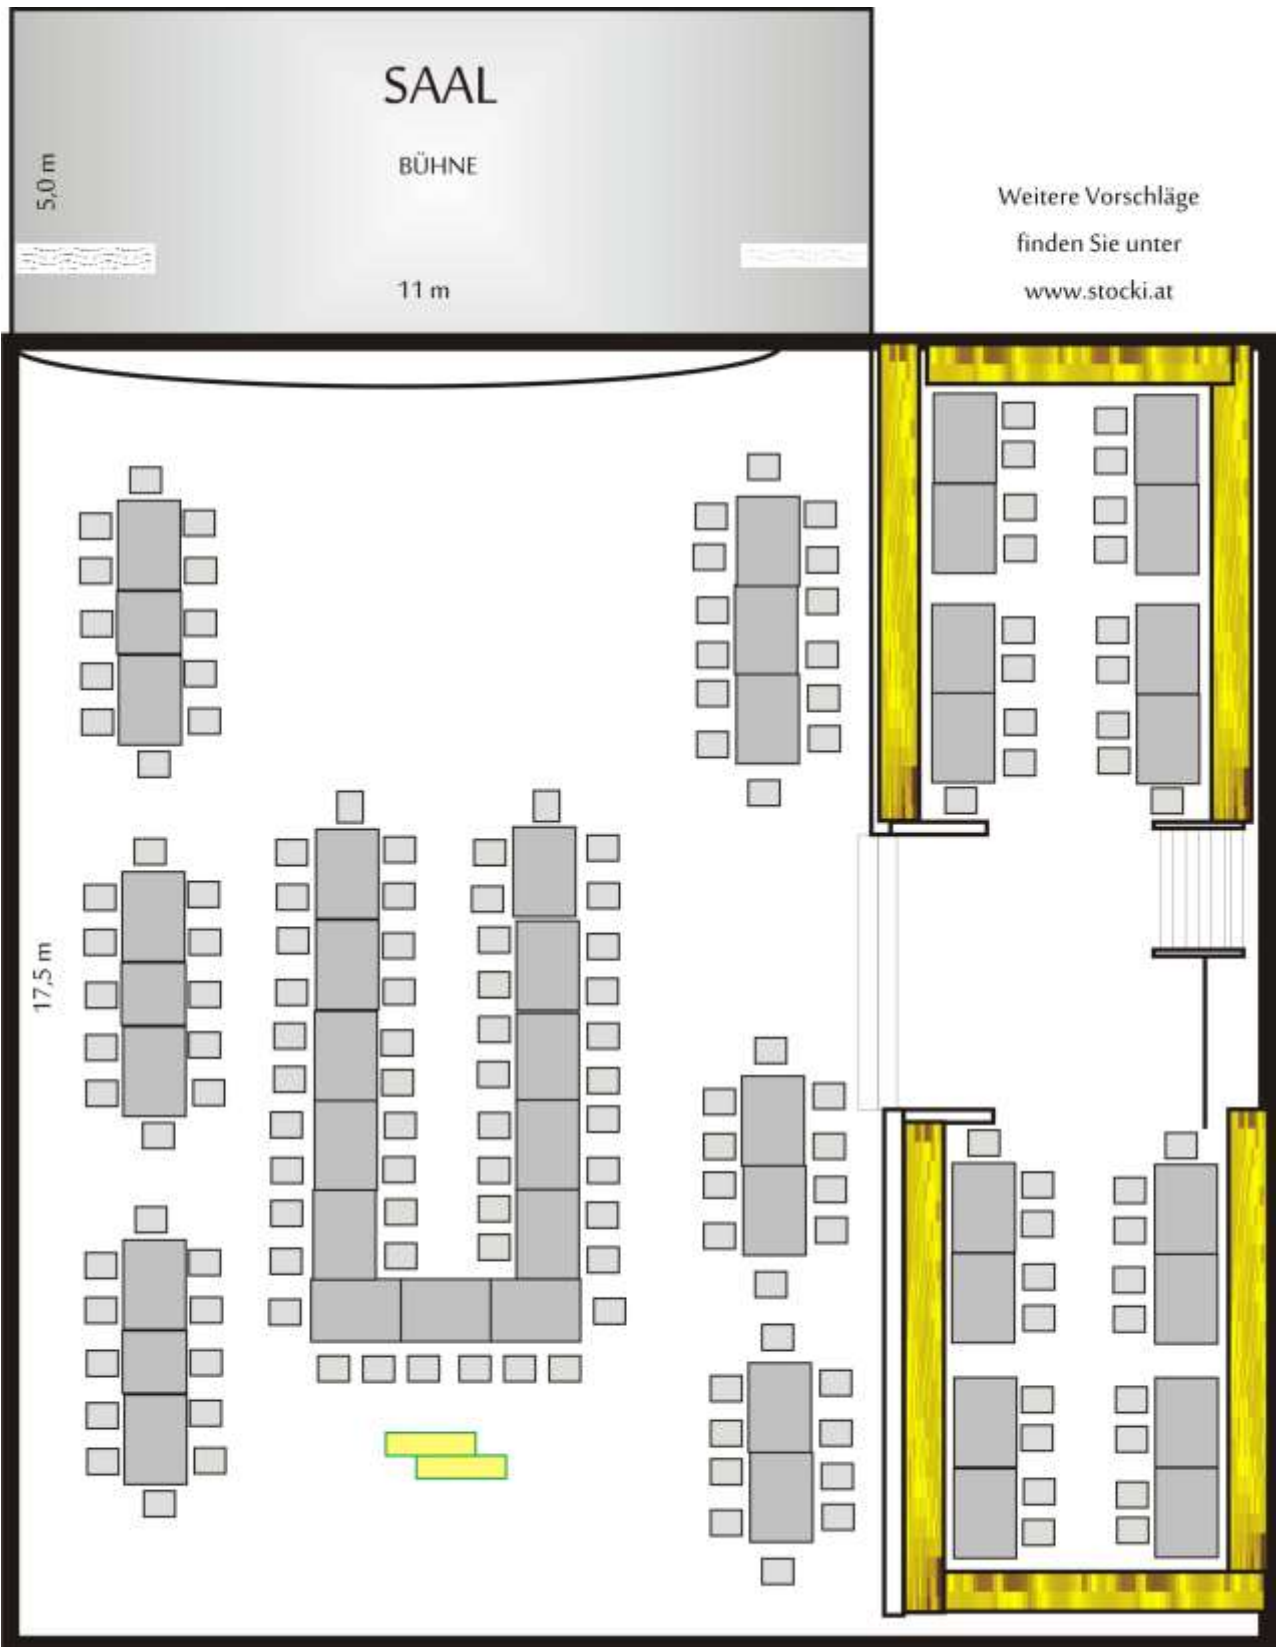 SAAL
BÜHNE
5,0 m
11 m
Weitere Vorschläge
finden Sie unter
www.stocki.at
17,5 m